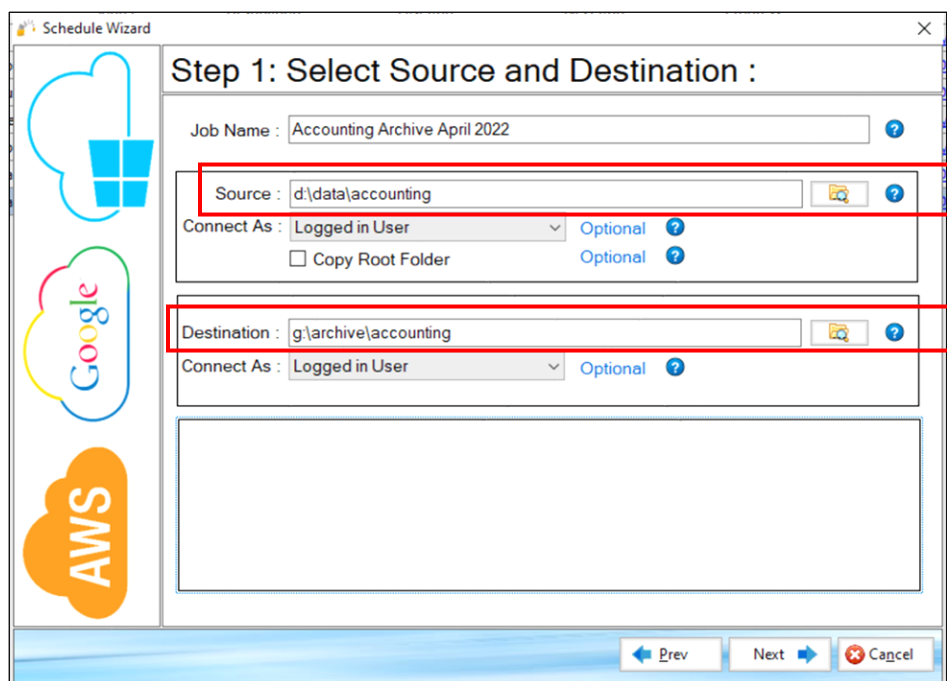 Schedule Wizard
Step 1: Select Source and Destination :
Job Name : Accounting Archive April 2022
Source : d:\data\accounting
Connect As : Logged in User Optional
Copy Root Folder Optional
Destination : g:\archive\accounting
Connect As : Logged in User Optional
Google
AWS
Prev Next Cancel